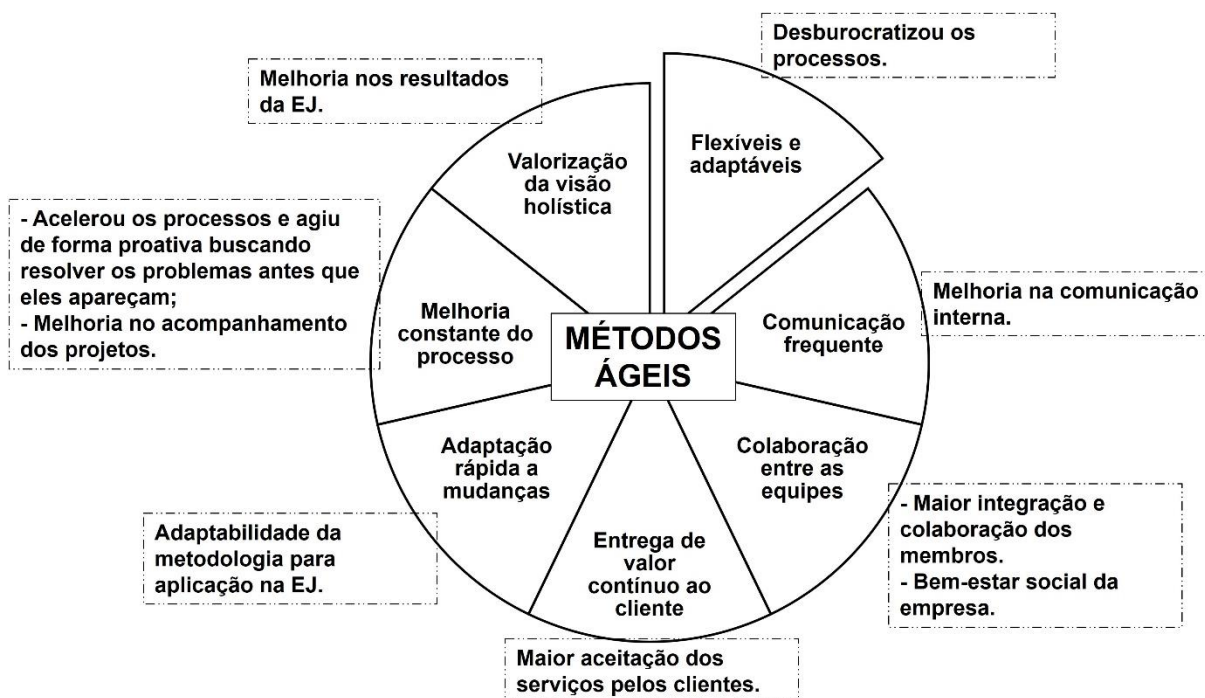 Desburocratizou os
processos.
Melhoria nos resultados
da EJ.
Flexíveis e
adaptáveis
Valorização
da visão
holística
- Acelerou os processos e agiu
de forma proativa buscando
resolver os problemas antes que
eles apareçam;
- Melhoria no acompanhamento
dos projetos.
Melhoria
constante do
processo
MÉTODOS
ÁGEIS
Comunicação
frequente
Melhoria na comunicação
interna.
Adaptação
rápida a
mudanças
Colaboração
entre as
equipes
Adaptabilidade da
metodologia para
aplicação na EJ.
Entrega de
valor
contínuo ao
cliente
- Maior integração e
colaboração dos
membros.
- Bem-estar social da
empresa.
Maior aceitação dos
serviços pelos clientes.